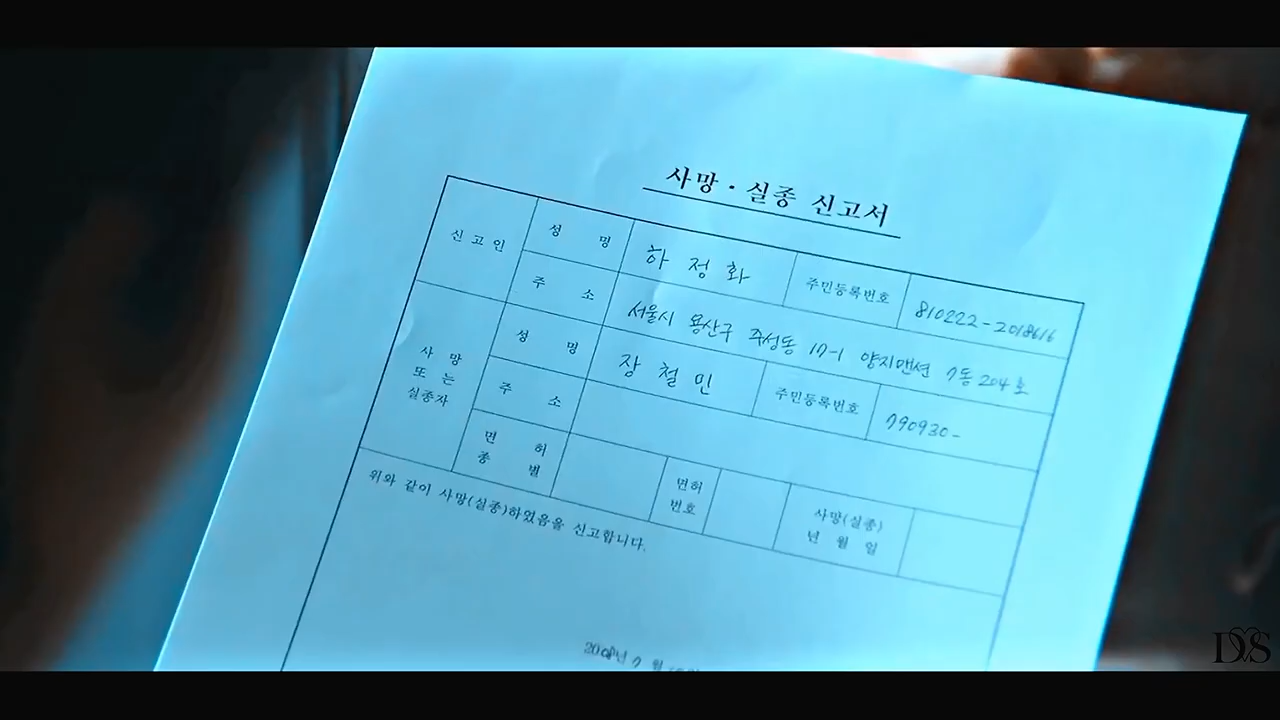 사망 · 실종 신고서
신고인 성 명 하정화 주민등록번호 810222-2018616
주 소 서울시 용산구 주성동 17-1 양지맨션 7동 204호
사망 또는 실종자 성 명 장철민 주민등록번호 790930-
주 소
면허 종별 면허 번호 사망(실종) 년 월 일
위와 같이 사망(실종)하였음을 신고합니다.
년 7 월
DS